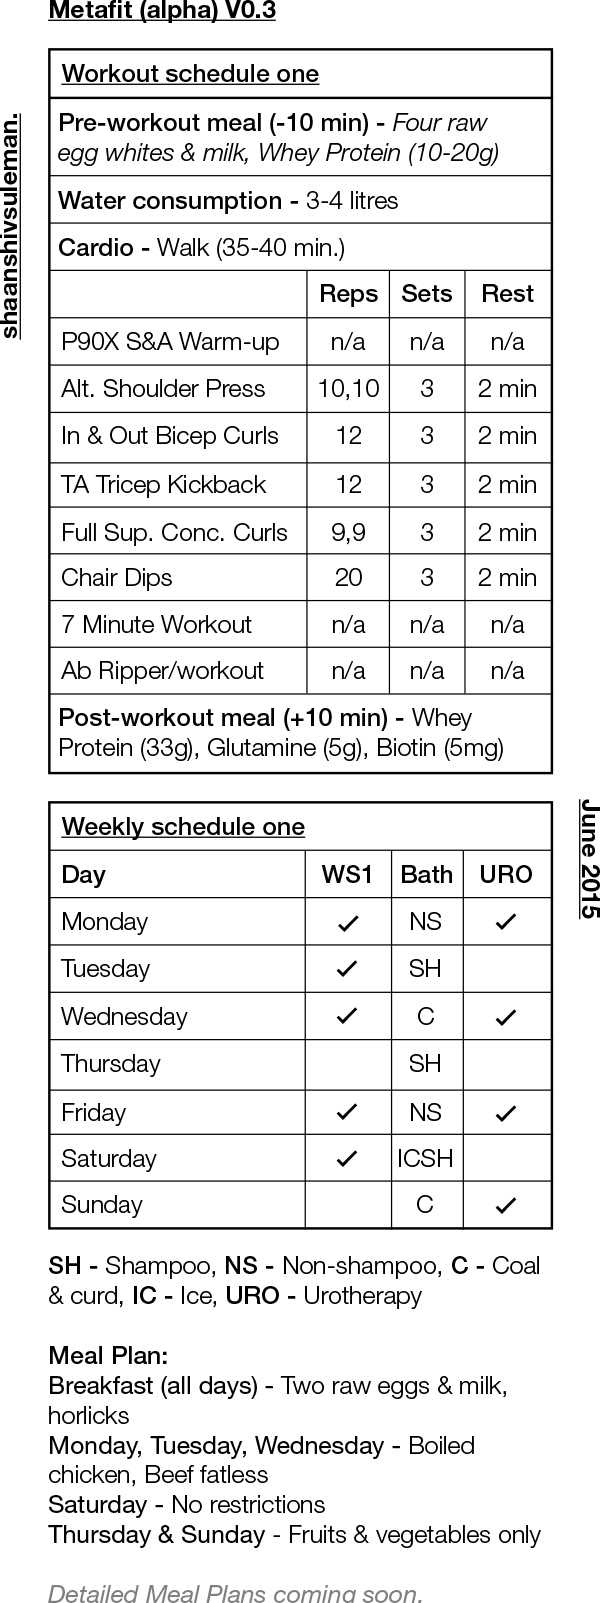 Metafit (alpha) V0.3
shaanshivsuleman.
Workout schedule one
Pre-workout meal (-10 min) - Four raw
egg whites & milk, Whey Protein (10-20g)
Water consumption - 3-4 litres
Cardio - Walk (35-40 min.)
Reps Sets Rest
P90X S&A Warm-up n/a n/a n/a
Alt. Shoulder Press 10,10 3 2 min
In & Out Bicep Curls 12 3 2 min
TA Tricep Kickback 12 3 2 min
Full Sup. Conc. Curls 9,9 3 2 min
Chair Dips 20 3 2 min
7 Minute Workout n/a n/a n/a
Ab Ripper/workout n/a n/a n/a
Post-workout meal (+10 min) - Whey
Protein (33g), Glutamine (5g), Biotin (5mg)
June 2015
Weekly schedule one
Day WS1 Bath URO
Monday ✓ NS ✓
Tuesday ✓ SH
Wednesday ✓ C ✓
Thursday SH
Friday ✓ NS ✓
Saturday ✓ ICSH
Sunday C ✓
SH - Shampoo, NS - Non-shampoo, C - Coal
& curd, IC - Ice, URO - Urotherapy
Meal Plan:
Breakfast (all days) - Two raw eggs & milk,
horlicks
Monday, Tuesday, Wednesday - Boiled
chicken, Beef fatless
Saturday - No restrictions
Thursday & Sunday - Fruits & vegetables only
Detailed Meal Plans coming soon.